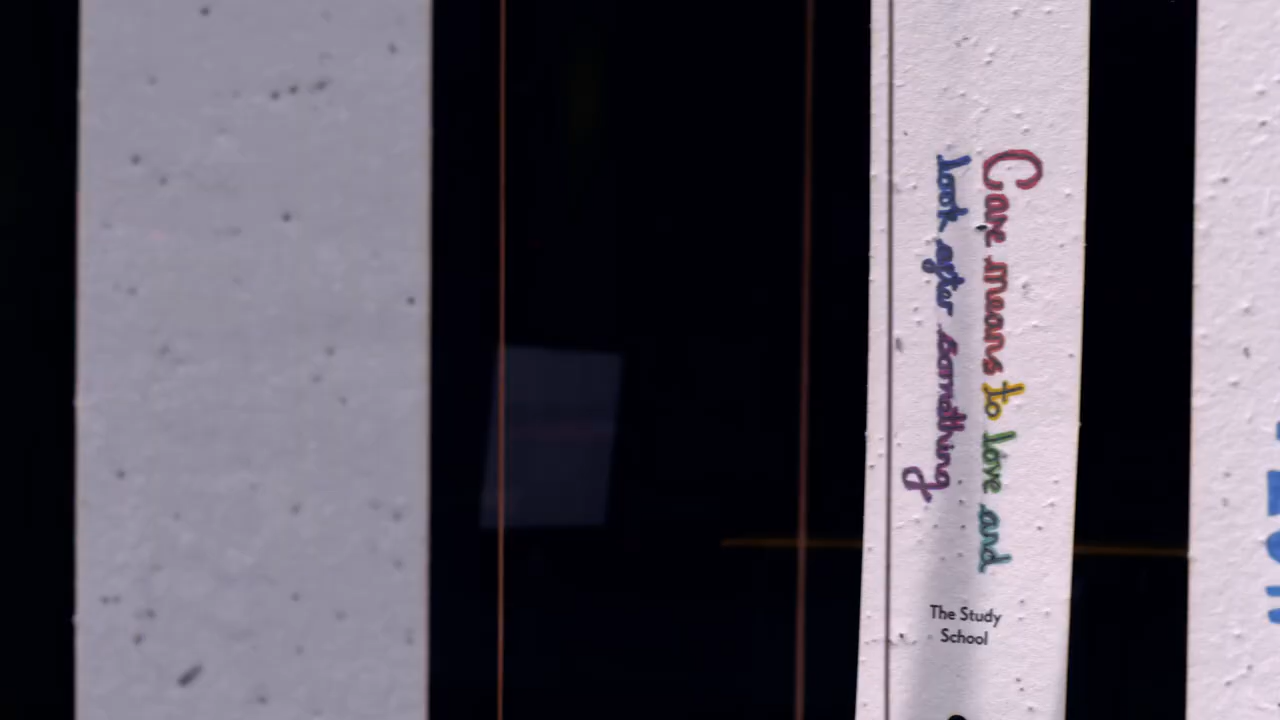 Care means to love and
look after something
The Study
School